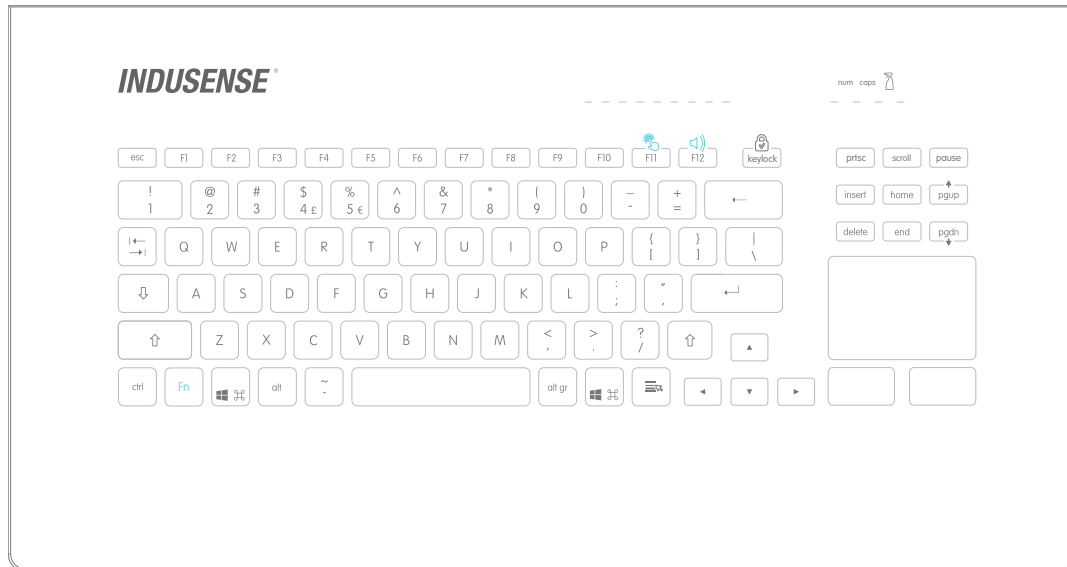 INDUSENSE®
num caps
esc F1 F2 F3 F4 F5 F6 F7 F8 F9 F10 F11 F12 keylock prtsc scroll pause
! @ # $ % ^ & * ( ) _ +
1 2 3 4 £ 5 € 6 7 8 9 0 - = ←
insert home pgup
delete end pgdn
Q W E R T Y U I O P { [ } ] | \
A S D F G H J K L : ; " '
Z X C V B N M < , > . ? /
ctrl Fn ⌘ alt ~ ` alt gr ⌘